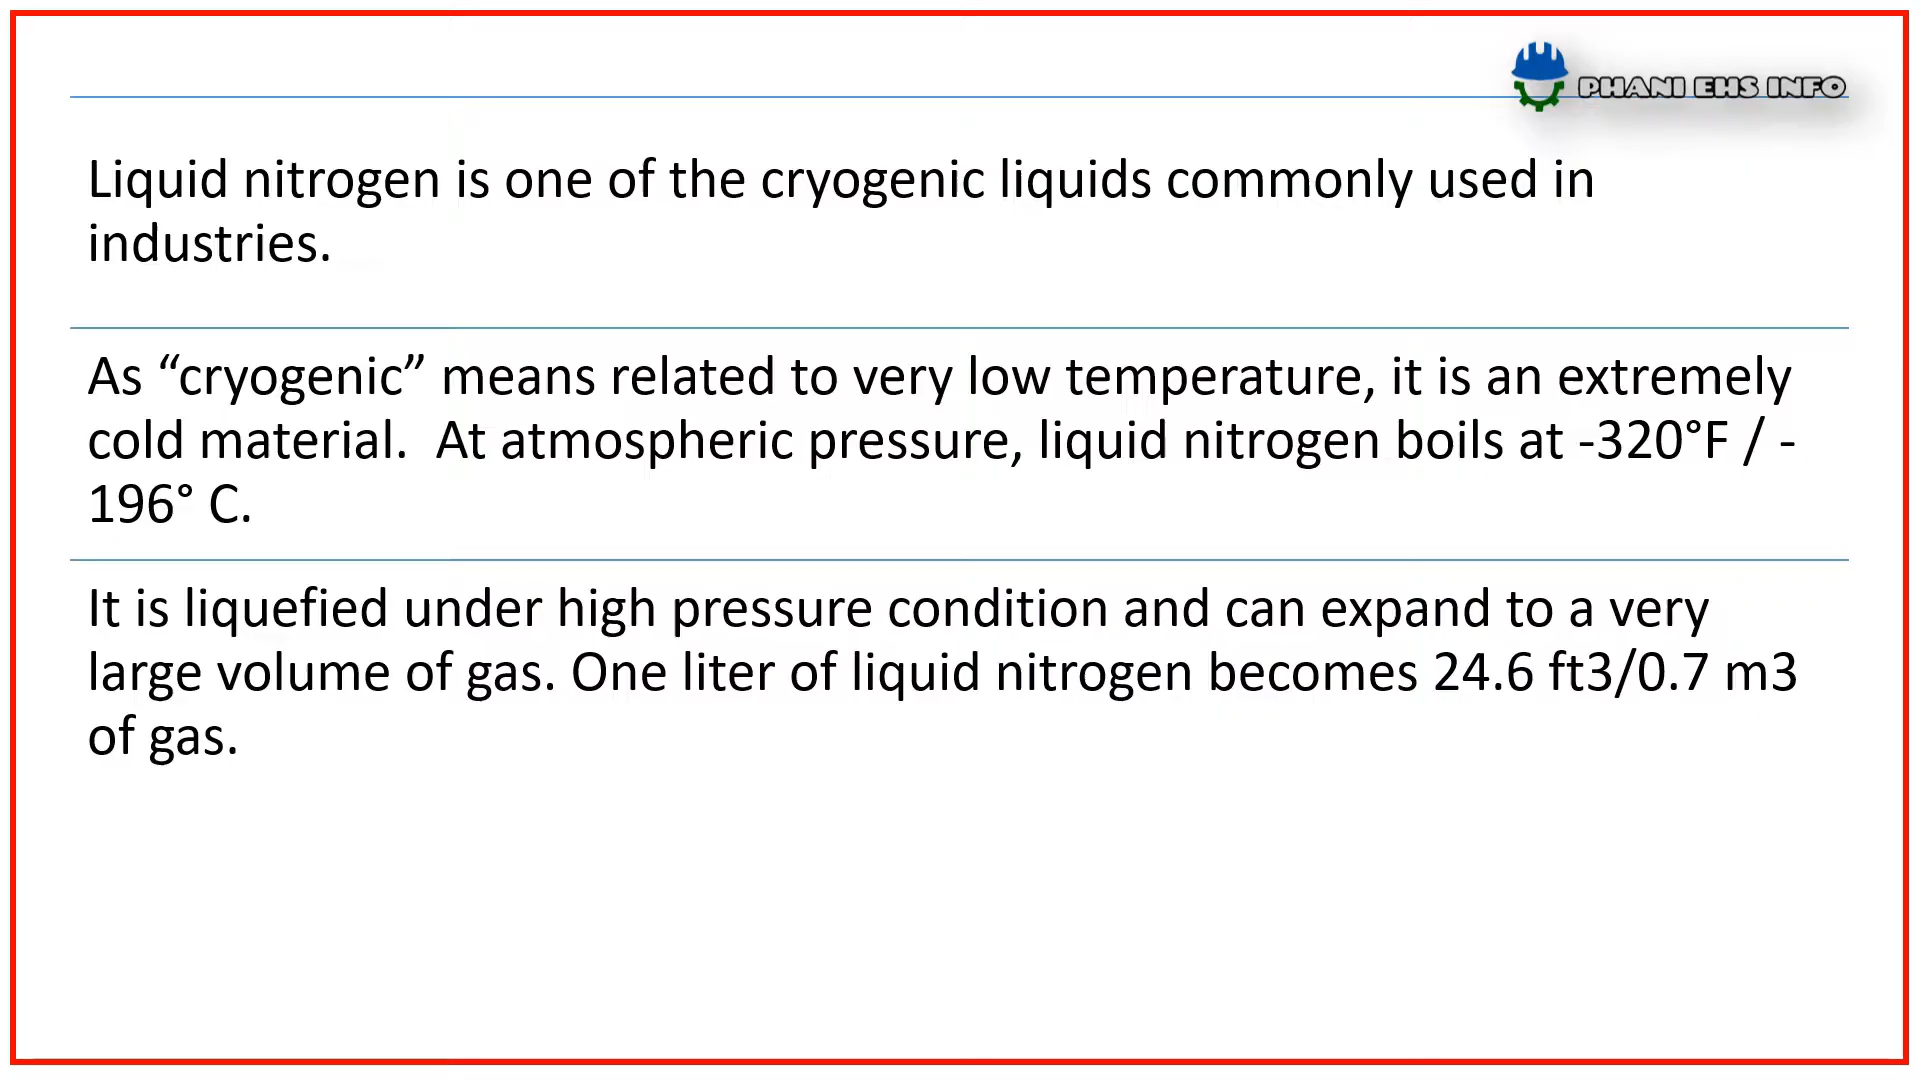 PHANI EHS INFO
Liquid nitrogen is one of the cryogenic liquids commonly used in
industries.
As “cryogenic” means related to very low temperature, it is an extremely
cold material.  At atmospheric pressure, liquid nitrogen boils at -320°F / -
196° C.
It is liquefied under high pressure condition and can expand to a very
large volume of gas. One liter of liquid nitrogen becomes 24.6 ft3/0.7 m3
of gas.